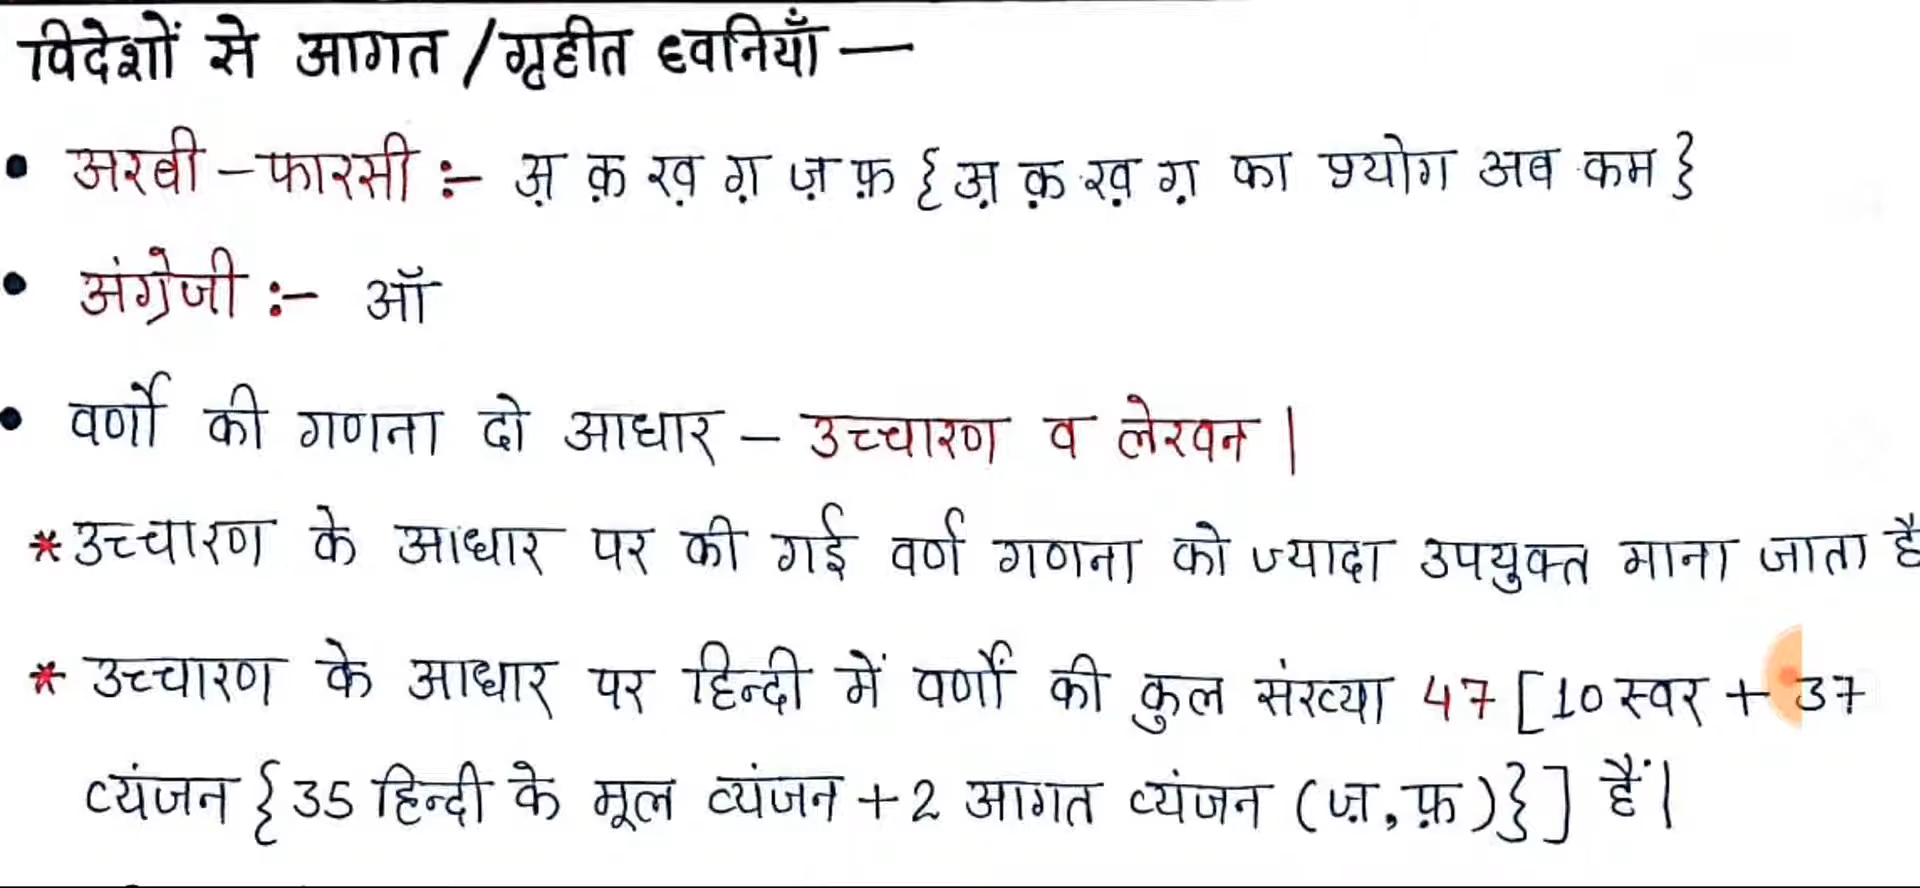 विदेशों से आगत / गृहीत ध्वनियाँ —
• अरबी - फारसी :- अ़ क़ ख़ ग़ ज़ फ़ { अ़ क़ ख़ ग़ का प्रयोग अब कम }
• अंग्रेजी :- ऑ
• वर्णों की गणना दो आधार - उच्चारण व लेखन |
* उच्चारण के आधार पर की गई वर्ण गणना को ज्यादा उपयुक्त माना जाता है
* उच्चारण के आधार पर हिन्दी में वर्णों की कुल संख्या 47 [10 स्वर + 37
व्यंजन { 35 हिन्दी के मूल व्यंजन + 2 आगत व्यंजन (ज़, फ़)}] हैं|